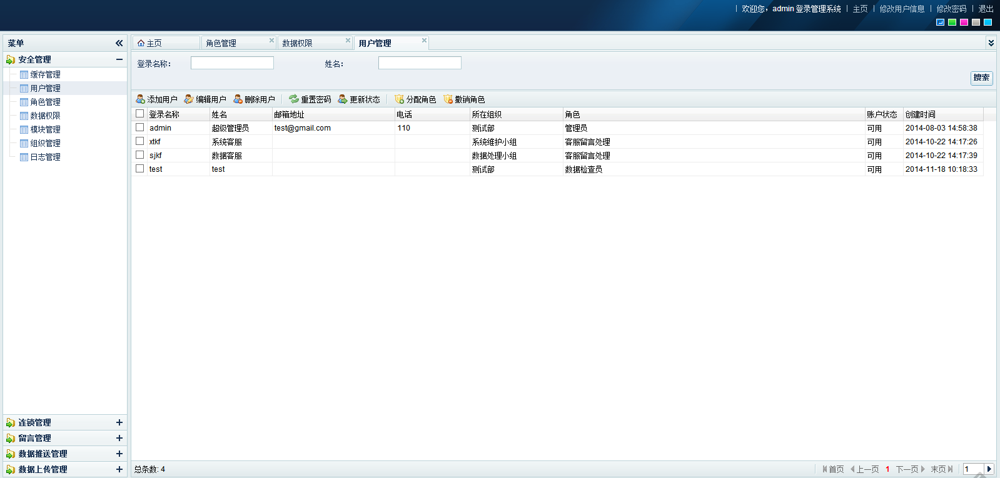 欢迎您，admin 登录管理系统 主页 修改用户信息 修改密码 退出
菜单
安全管理
缓存管理
用户管理
角色管理
数据权限
模块管理
组织管理
日志管理
连锁管理
留言管理
数据推送管理
数据上传管理
主页 角色管理 数据权限 用户管理
登录名称： 姓名：
搜索
添加用户 编辑用户 删除用户 重置密码 更新状态 分配角色 撤销角色
登录名称 姓名 邮箱地址 电话 所在组织 角色 账户状态 创建时间
admin 超级管理员 test@gmail.com 110 测试部 管理员 可用 2014-08-03 14:58:38
xtkf 系统客服 系统维护小组 客服留言处理 可用 2014-10-22 14:17:26
sjkf 数据客服 数据处理小组 客服留言处理 可用 2014-10-22 14:17:39
test test 测试部 数据检查员 可用 2014-11-18 10:18:33
总条数: 4 首页 上一页 1 下一页 末页 1